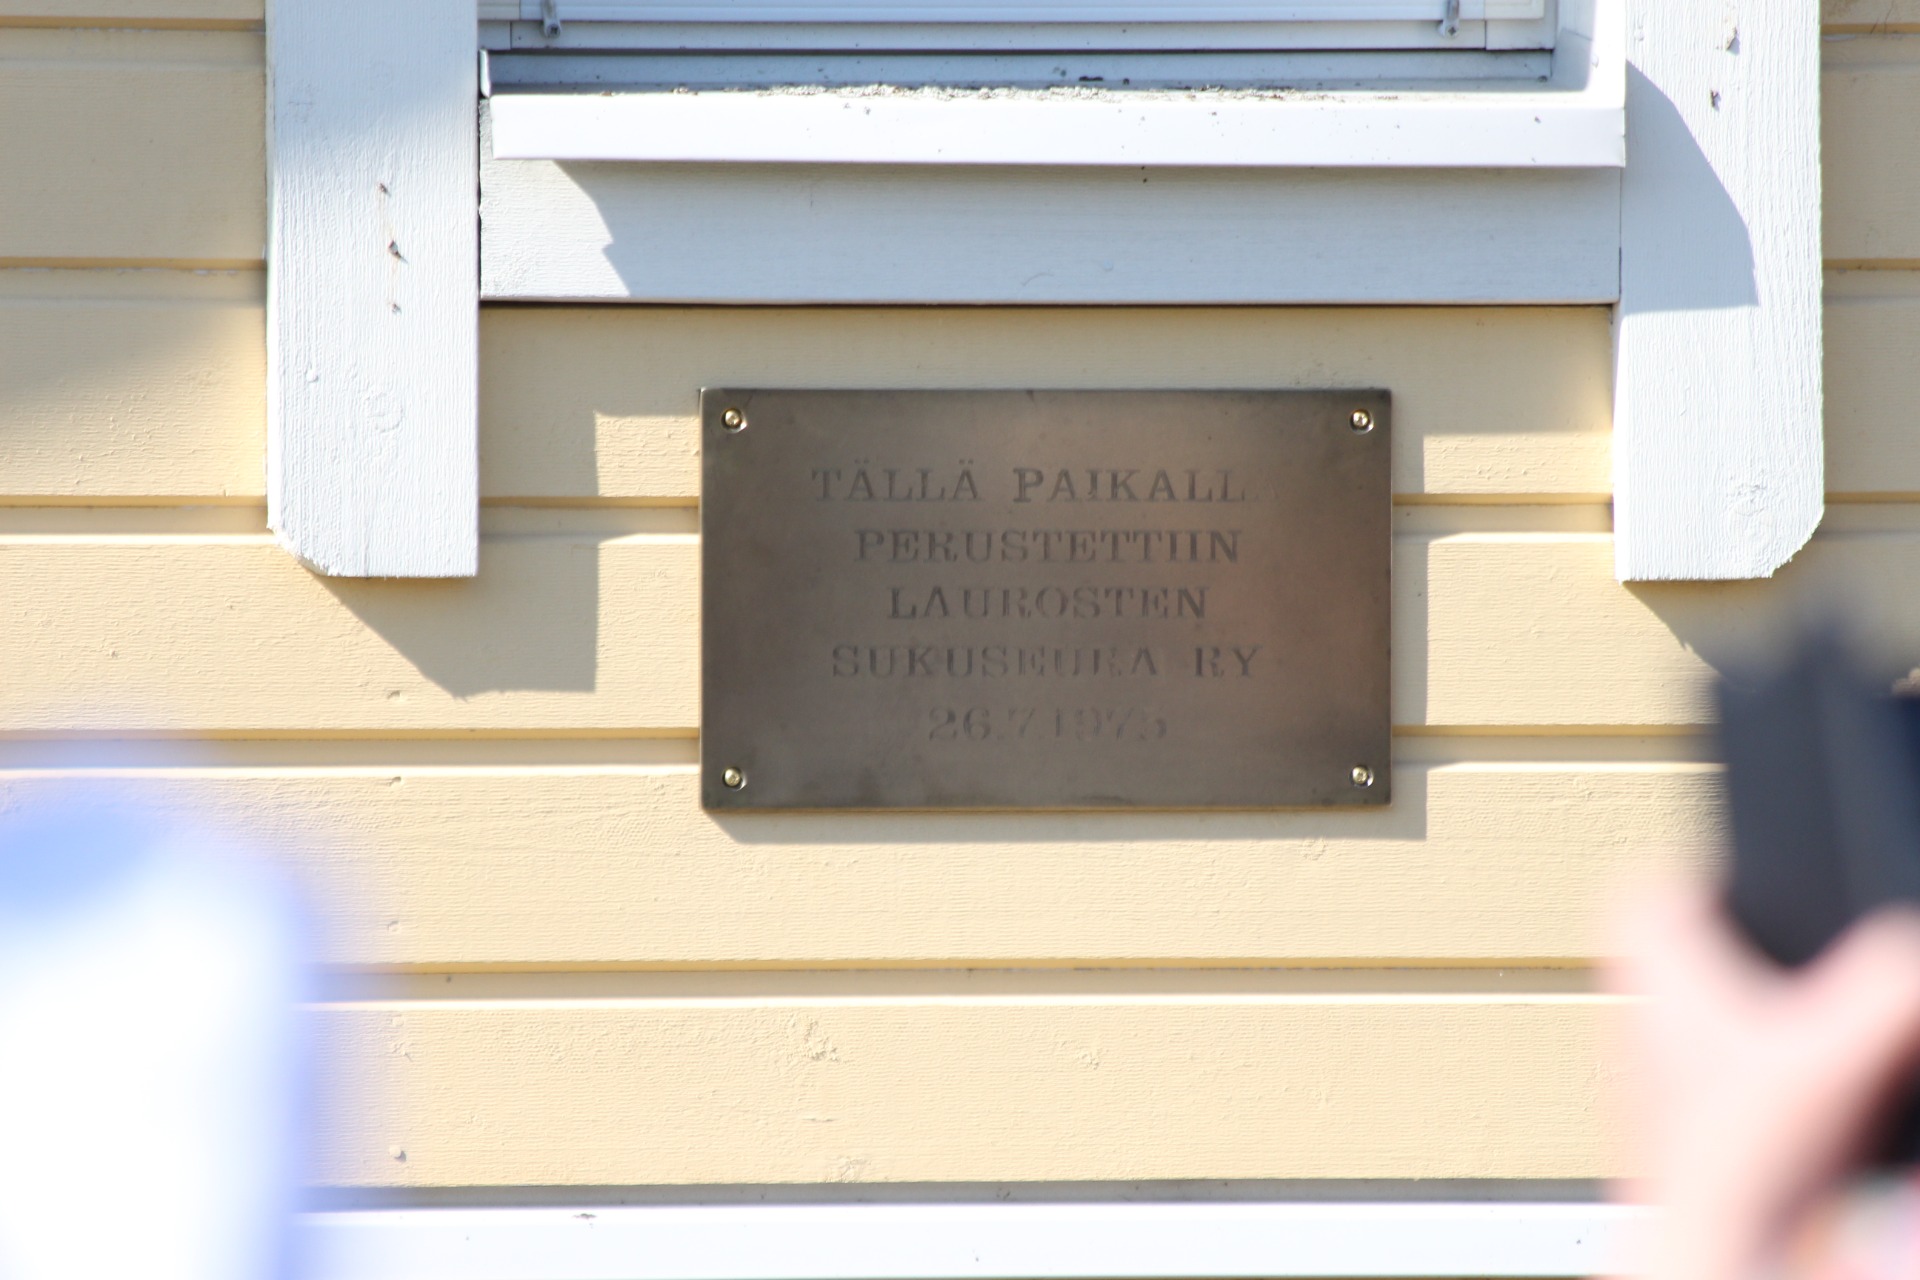 TÄLLÄ PAIKALLA
PERUSTETTIIN
LAUROSTEN
SUKUSEURA RY
26.7.1975